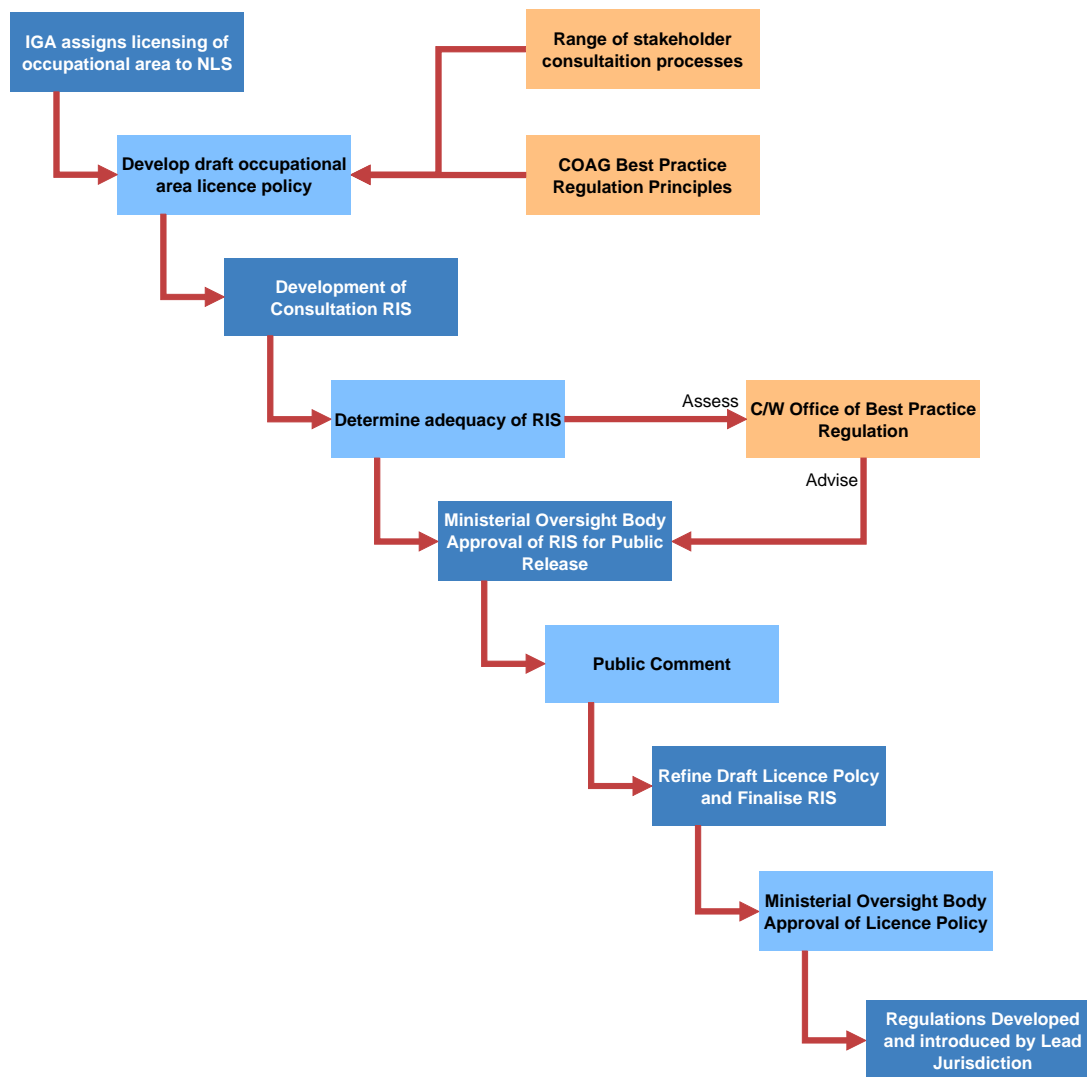 IGA assigns licensing of
occupational area to NLS
Range of stakeholder
consultaition processes
Develop draft occupational
area licence policy
COAG Best Practice
Regulation Principles
Development of
Consultation RIS
Determine adequacy of RIS
Assess
C/W Office of Best Practice
Regulation
Advise
Ministerial Oversight Body
Approval of RIS for Public
Release
Public Comment
Refine Draft Licence Polcy
and Finalise RIS
Ministerial Oversight Body
Approval of Licence Policy
Regulations Developed
and introduced by Lead
Jurisdiction